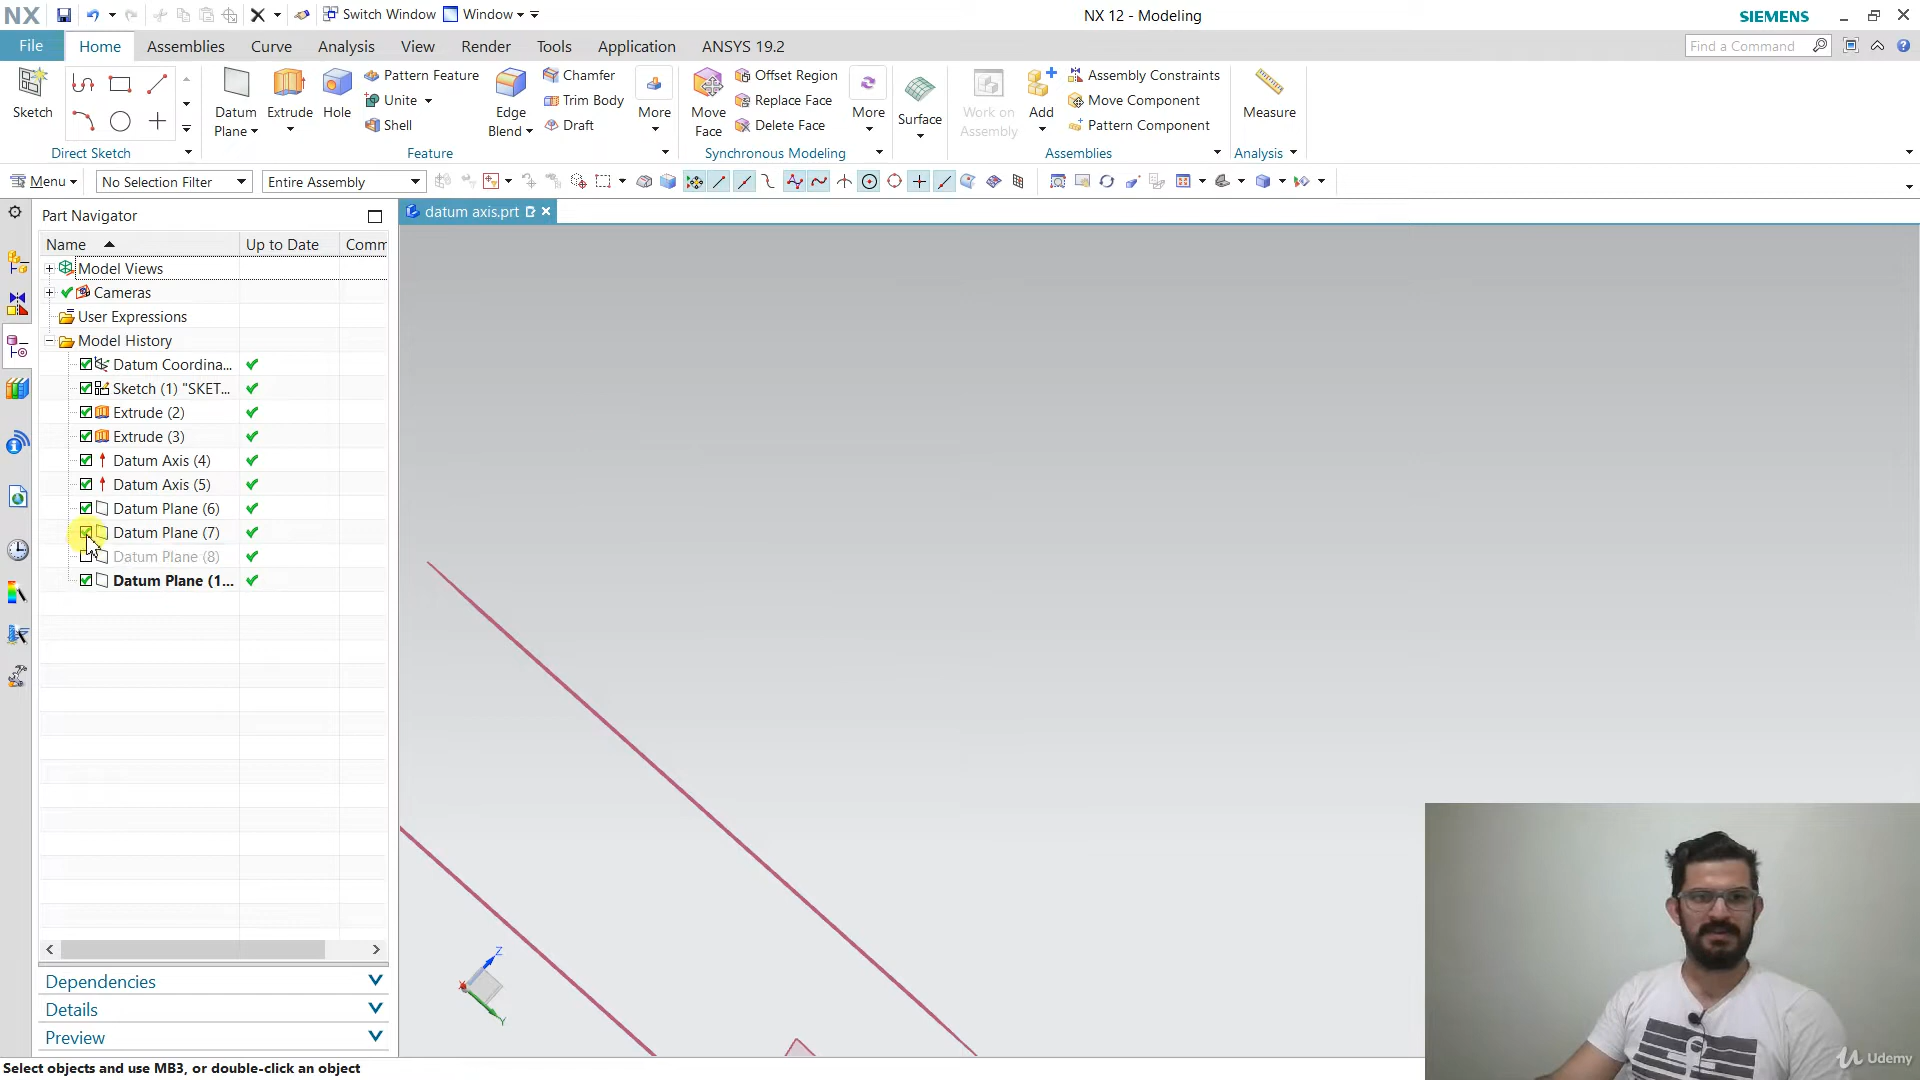 NX
Switch Window
Window
NX 12 - Modeling
SIEMENS
File
Home
Assemblies
Curve
Analysis
View
Render
Tools
Application
ANSYS 19.2
Find a Command
Sketch
Direct Sketch
Datum
Plane
Extrude
Hole
Pattern Feature
Unite
Shell
Edge
Blend
Chamfer
Trim Body
Draft
More
Feature
Move
Face
Offset Region
Replace Face
Delete Face
More
Synchronous Modeling
Surface
Work on
Assembly
Add
Assembly Constraints
Move Component
Pattern Component
Assemblies
Measure
Analysis
Menu
No Selection Filter
Entire Assembly
Part Navigator
datum axis.prt
Name
Up to Date
Comm
Model Views
Cameras
User Expressions
Model History
Datum Coordina...
Sketch (1) "SKET...
Extrude (2)
Extrude (3)
Datum Axis (4)
Datum Axis (5)
Datum Plane (6)
Datum Plane (7)
Datum Plane (8)
Datum Plane (1...
Z
Y
Dependencies
Details
Preview
Select objects and use MB3, or double-click an object
Udemy